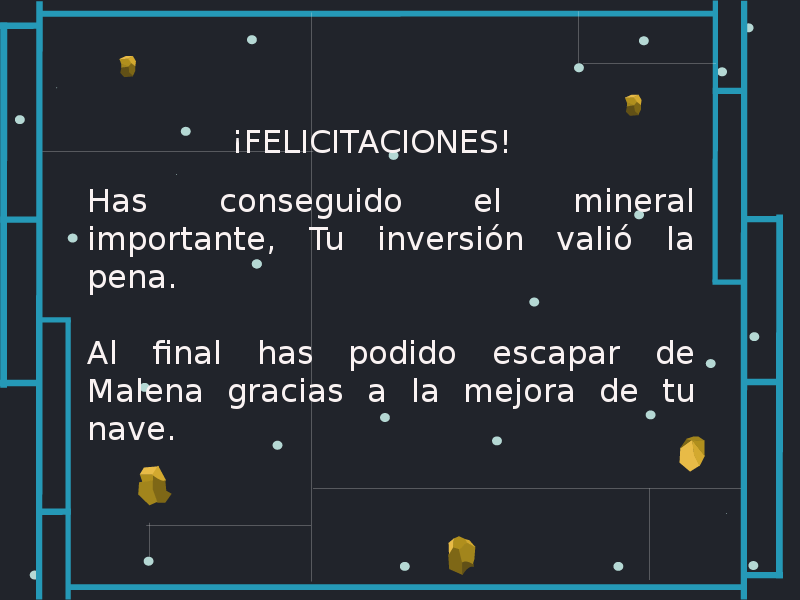 ¡FELICITACIONES!
Has conseguido el mineral
importante, Tu inversión valió la
pena.
Al final has podido escapar de
Malena gracias a la mejora de tu
nave.